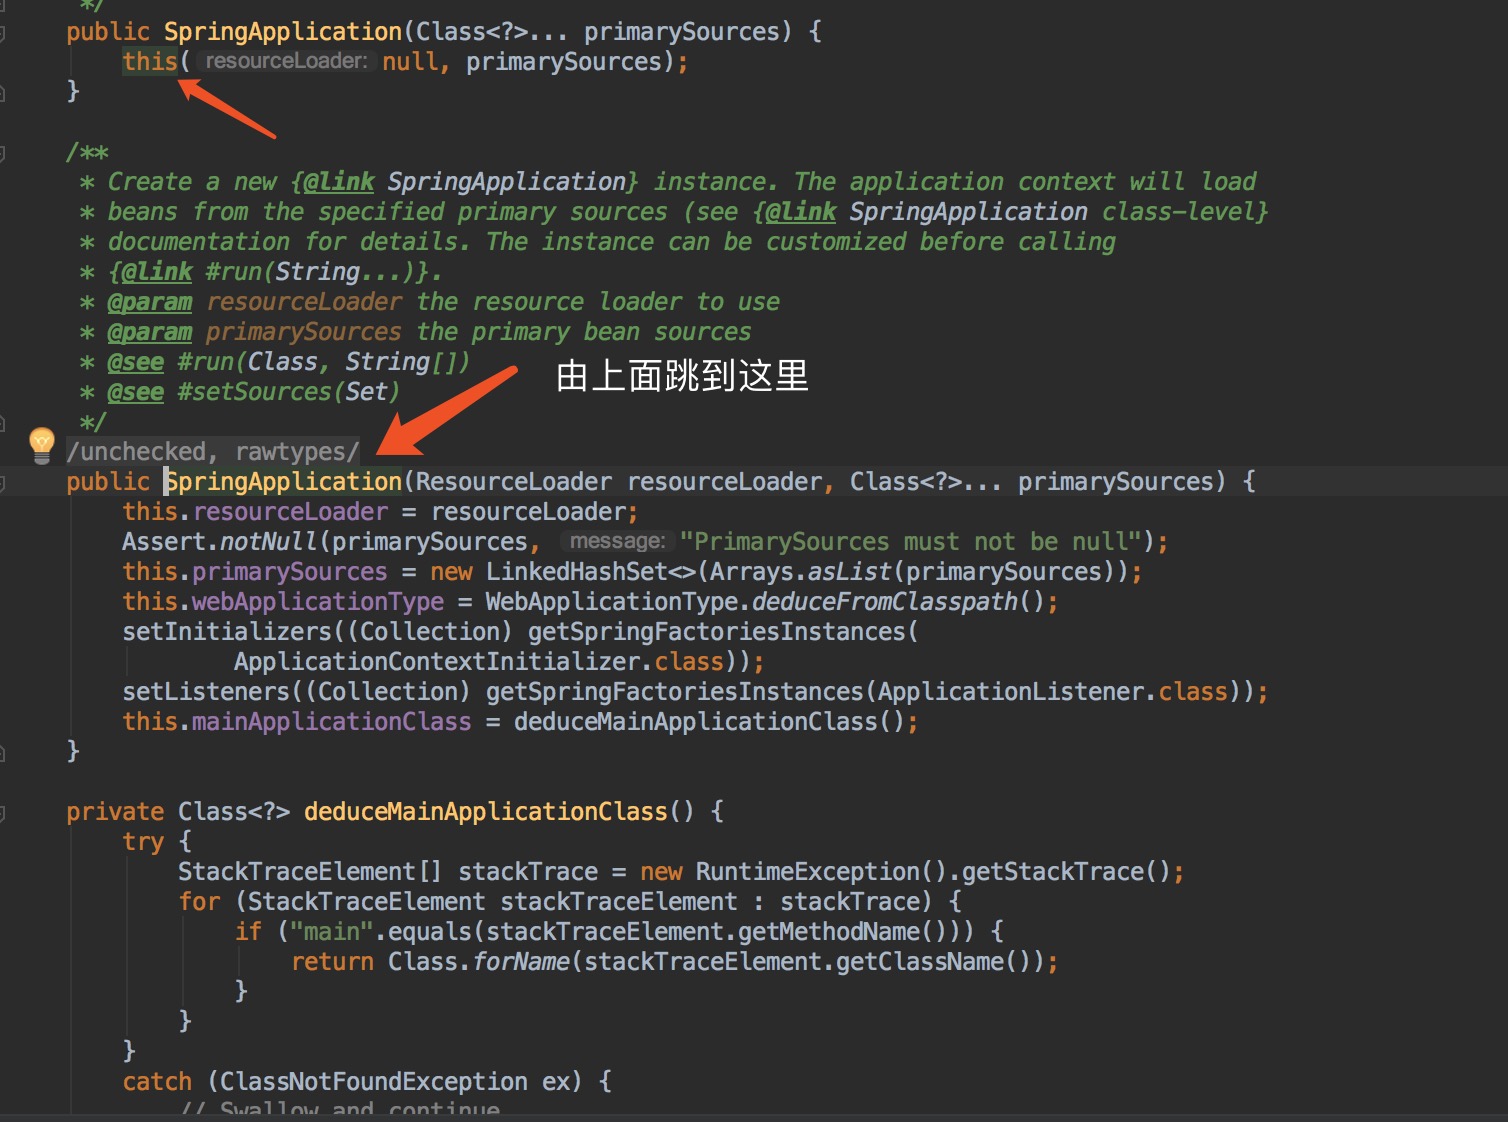 */
public SpringApplication(Class<?>... primarySources) {
this( resourceLoader: null, primarySources);
}
/**
* Create a new {@link SpringApplication} instance. The application context will load
* beans from the specified primary sources (see {@link SpringApplication class-level}
* documentation for details. The instance can be customized before calling
* {@link #run(String...)}.
* @param resourceLoader the resource loader to use
* @param primarySources the primary bean sources
* @see #run(Class, String[])
由上面跳到这里
* @see #setSources(Set)
*/
/unchecked, rawtypes/
public SpringApplication(ResourceLoader resourceLoader, Class<?>... primarySources) {
this.resourceLoader = resourceLoader;
Assert.notNull(primarySources, message: "PrimarySources must not be null");
this.primarySources = new LinkedHashSet<>(Arrays.asList(primarySources));
this.webApplicationType = WebApplicationType.deduceFromClasspath();
setInitializers((Collection) getSpringFactoriesInstances(
ApplicationContextInitializer.class));
setListeners((Collection) getSpringFactoriesInstances(ApplicationListener.class));
this.mainApplicationClass = deduceMainApplicationClass();
}
private Class<?> deduceMainApplicationClass() {
try {
StackTraceElement[] stackTrace = new RuntimeException().getStackTrace();
for (StackTraceElement stackTraceElement : stackTrace) {
if ("main".equals(stackTraceElement.getMethodName())) {
return Class.forName(stackTraceElement.getClassName());
}
}
}
catch (ClassNotFoundException ex) {
// Swallow and continue